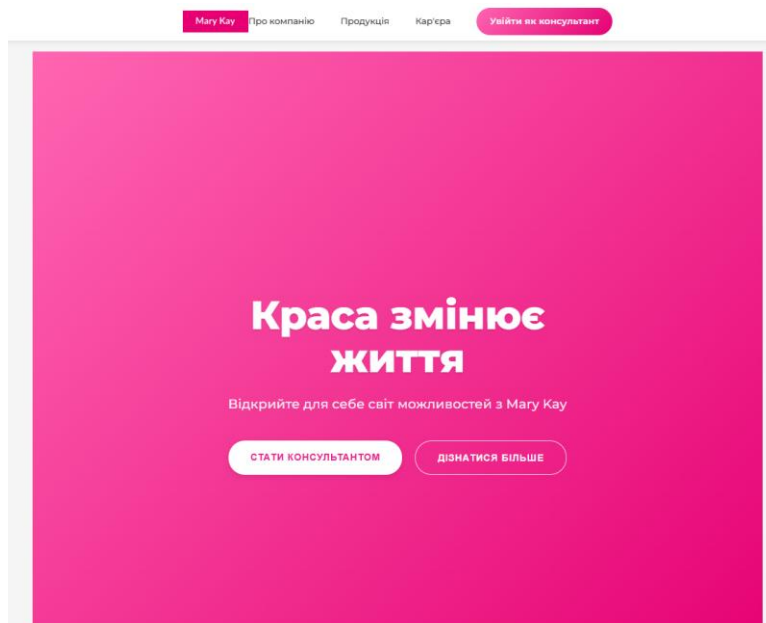 Mary Kay Про компанію Продукція Кар'єра Увійти як консультант
Краса змінює
життя
Відкрийте для себе світ можливостей з Mary Kay
СТАТИ КОНСУЛЬТАНТОМ ДІЗНАТИСЯ БІЛЬШЕ